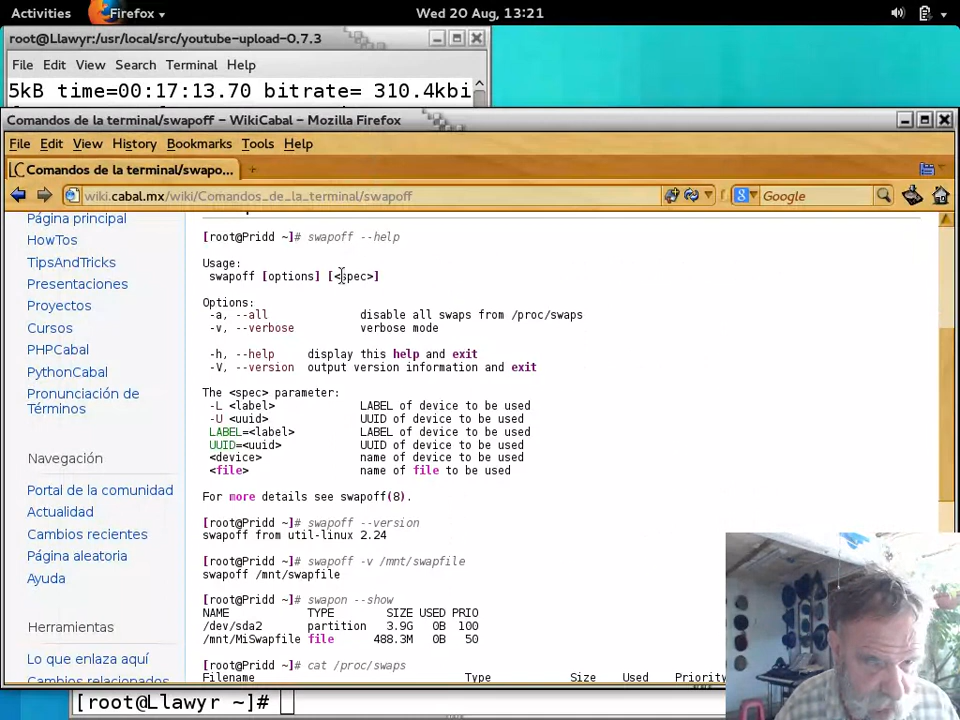 Activities Firefox Wed 20 Aug, 13:21
root@Llawyr:/usr/local/src/youtube-upload-0.7.3
File Edit View Search Terminal Help
5kB time=00:17:13.70 bitrate= 310.4kbi
Comandos de la terminal/swapoff – WikiCabal – Mozilla Firefox
File Edit View History Bookmarks Tools Help
Comandos de la terminal/swapo...
wiki.cabal.mx/wiki/Comandos_de_la_terminal/swapoff Google
Página principal
HowTos
TipsAndTricks
Presentaciones
Proyectos
Cursos
PHPCabal
PythonCabal
Pronunciación de
Términos
Navegación
Portal de la comunidad
Actualidad
Cambios recientes
Página aleatoria
Ayuda
Herramientas
Lo que enlaza aquí
Cambios relacionados
[root@Pridd ~]# swapoff --help
Usage:
swapoff [options] [<spec>]
Options:
-a, --all disable all swaps from /proc/swaps
-v, --verbose verbose mode
-h, --help display this help and exit
-V, --version output version information and exit
The <spec> parameter:
-L <label> LABEL of device to be used
-U <uuid> UUID of device to be used
LABEL=<label> LABEL of device to be used
UUID=<uuid> UUID of device to be used
<device> name of device to be used
<file> name of file to be used
For more details see swapoff(8).
[root@Pridd ~]# swapoff --version
swapoff from util-linux 2.24
[root@Pridd ~]# swapoff -v /mnt/swapfile
swapoff /mnt/swapfile
[root@Pridd ~]# swapon --show
NAME TYPE SIZE USED PRIO
/dev/sda2 partition 3.9G 0B 100
/mnt/MiSwapfile file 488.3M 0B 50
[root@Pridd ~]# cat /proc/swaps
Filename Type Size Used Priority
[root@Llawyr ~]#